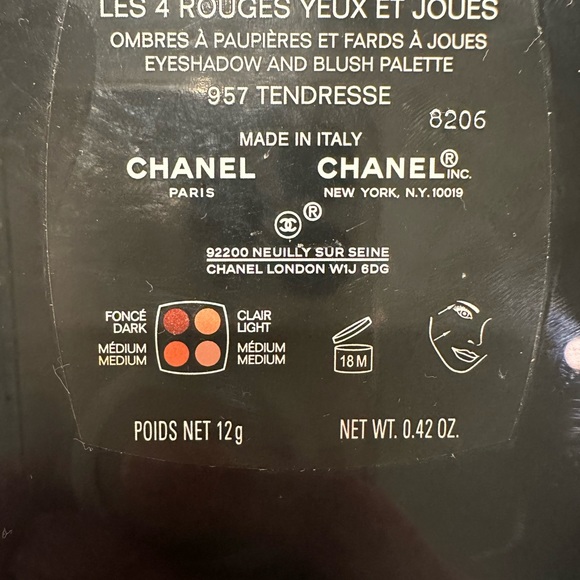 LES 4 ROUGES YEUX ET JOUES
OMBRES À PAUPIÈRES ET FARDS À JOUES
EYESHADOW AND BLUSH PALETTE
957 TENDRESSE
8206
MADE IN ITALY
CHANEL
PARIS
CHANEL® INC.
NEW YORK, N.Y. 10019
®
92200 NEUILLY SUR SEINE
CHANEL LONDON W1J 6DG
FONCÉ
DARK
CLAIR
LIGHT
MÉDIUM
MEDIUM
MÉDIUM
MEDIUM
18 M
POIDS NET 12g
NET WT. 0.42 OZ.